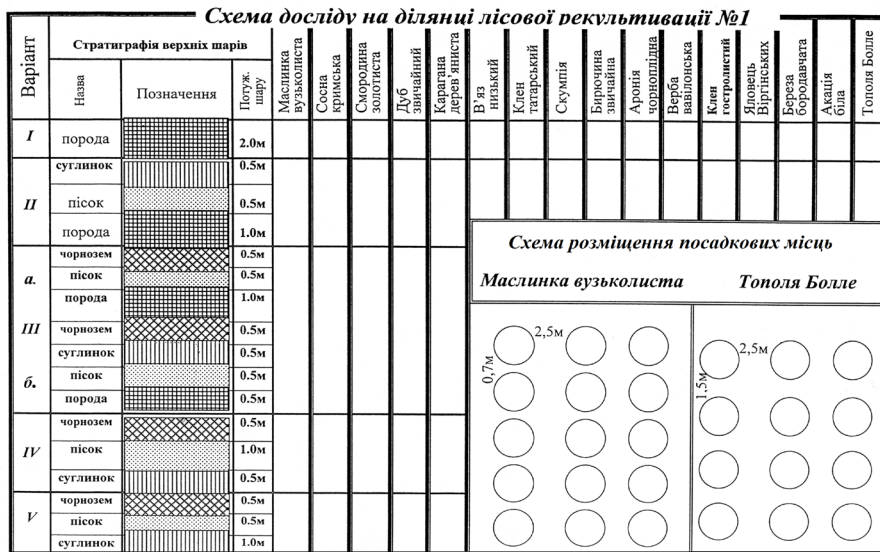 Схема досліду на ділянці лісової рекультивації №1
Варіант
Стратиграфія верхніх шарів
Назва
Позначення
Потуж.
шару
Маслинка
вузьколиста
Сосна
кримська
Смородина
золотиста
Дуб
звичайний
Карагана
дерев’яниста
В’яз
низький
Клен
татарський
Скумпія
Бирючина
звичайна
Аронія
чорноплідна
Верба
вавілонська
Клен
гостролистий
Яловець
Віргінських
Береза
бородавчата
Акація
біла
Тополя Болле
I
порода
2.0м
II
суглинок
0.5м
пісок
0.5м
порода
1.0м
III
а.
чорнозем
0.5м
пісок
0.5м
порода
1.0м
б.
чорнозем
0.5м
суглинок
0.5м
пісок
0.5м
порода
0.5м
IV
чорнозем
0.5м
пісок
1.0м
суглинок
0.5м
V
чорнозем
0.5м
пісок
0.5м
суглинок
1.0м
Схема розміщення посадкових місць
Маслинка вузьколиста
Тополя Болле
2,5м
0,7м
2,5м
1,5м